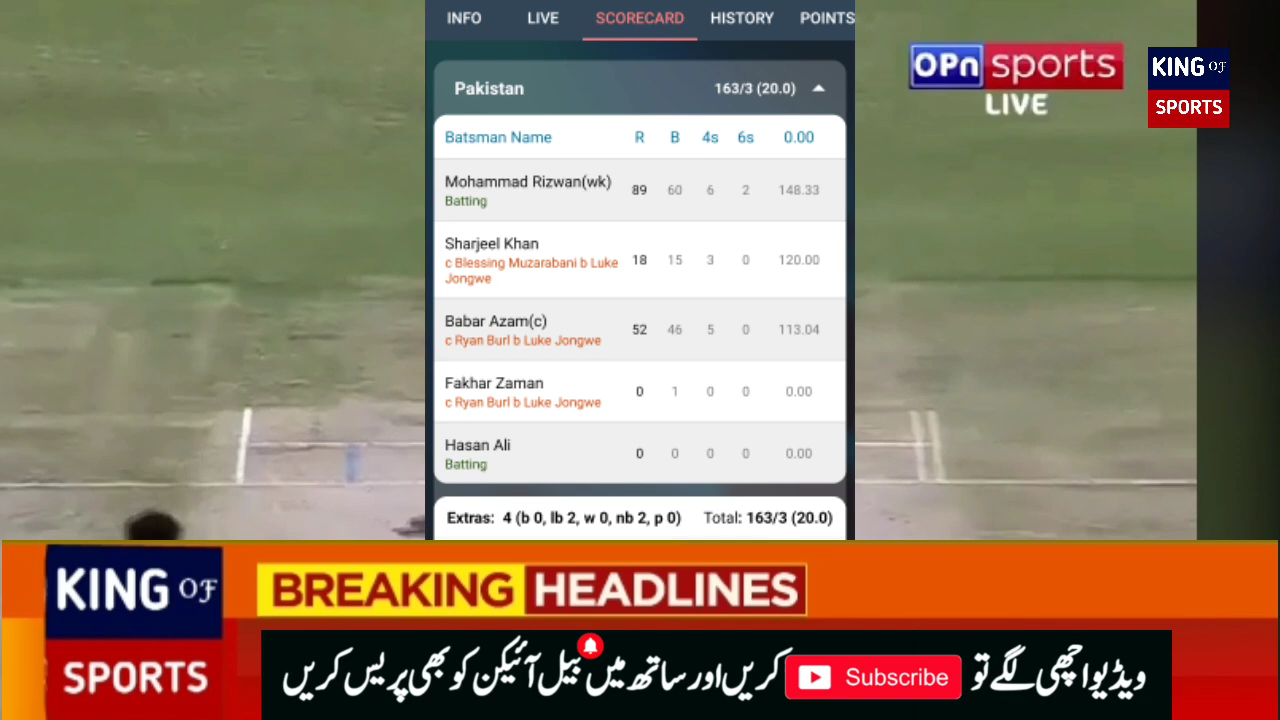 INFO LIVE SCORECARD HISTORY POINTS
OPn sports
LIVE
KING OF
SPORTS
Pakistan 163/3 (20.0)
Batsman Name R B 4s 6s 0.00
Mohammad Rizwan(wk) 89 60 6 2 148.33
Batting
Sharjeel Khan 18 15 3 0 120.00
c Blessing Muzarabani b Luke
Jongwe
Babar Azam(c) 52 46 5 0 113.04
c Ryan Burl b Luke Jongwe
Fakhar Zaman 0 1 0 0 0.00
c Ryan Burl b Luke Jongwe
Hasan Ali 0 0 0 0 0.00
Batting
Extras: 4 (b 0, lb 2, w 0, nb 2, p 0) Total: 163/3 (20.0)
KING OF
SPORTS
BREAKING HEADLINES
ویڈیو اچھی لگے تو Subscribe کریں اور ساتھ میں بیل آئیکن کو بھی پریس کریں